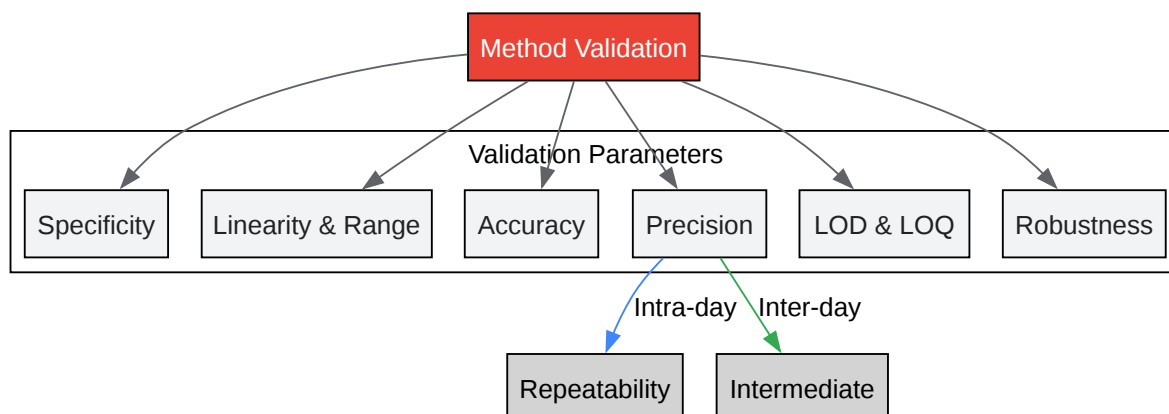 Method Validation
Validation Parameters
Specificity
Linearity & Range
Accuracy
Precision
LOD & LOQ
Robustness
Intra-day
Inter-day
Repeatability
Intermediate